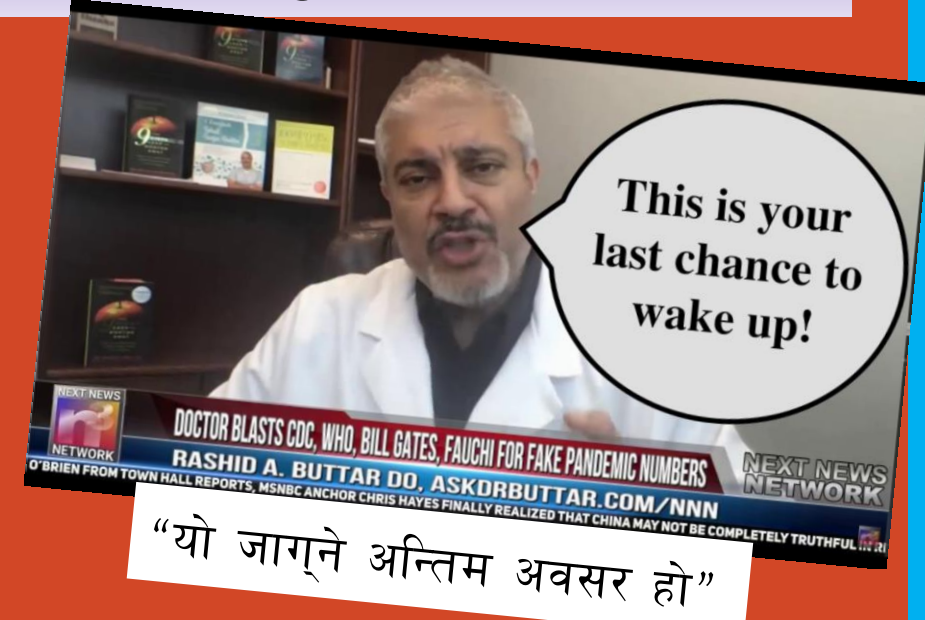 This is your
last chance to
wake up!
NEXT NEWS
NETWORK
DOCTOR BLASTS CDC, WHO, BILL GATES, FAUCHI FOR FAKE PANDEMIC NUMBERS
RASHID A. BUTTAR DO, ASKDRBUTTAR.COM/NNN
NEXT NEWS
NETWORK
O'BRIEN FROM TOWN HALL REPORTS, MSNBC ANCHOR CHRIS HAYES FINALLY REALIZED THAT CHINA MAY NOT BE COMPLETELY TRUTHFUL
“यो जाग्‌ने अन्तिम अवसर हो”